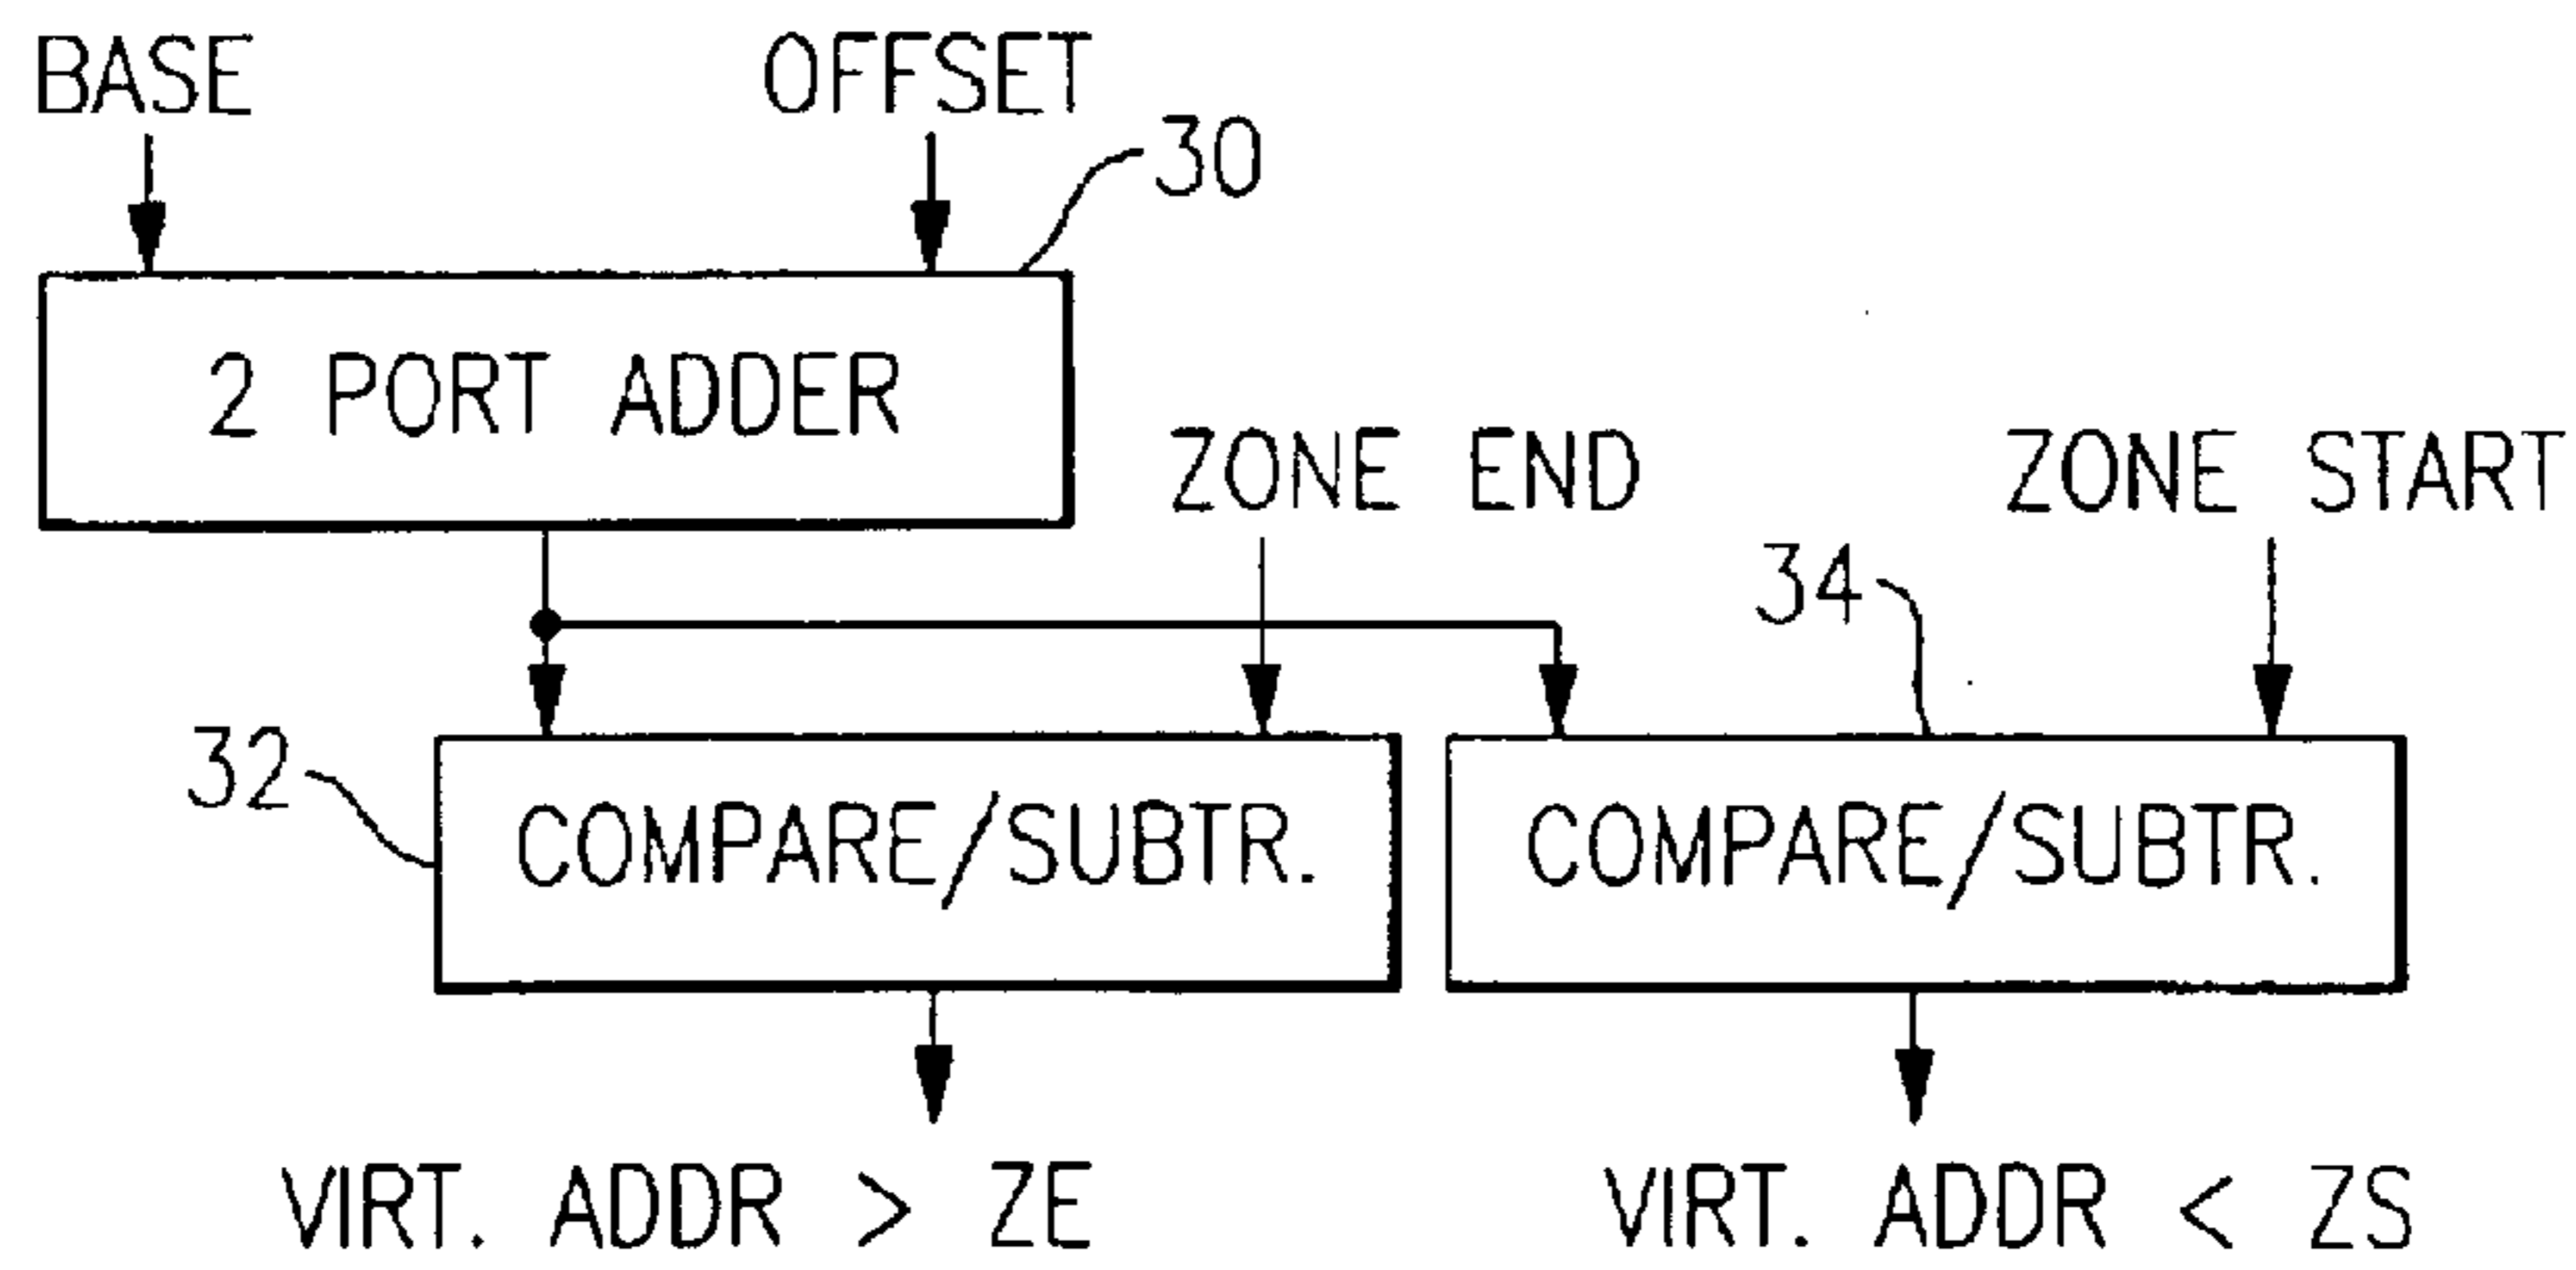 BASE
OFFSET
30
2 PORT ADDER
ZONE END
ZONE START
34
32
COMPARE/SUBTR.
COMPARE/SUBTR.
VIRT. ADDR > ZE
VIRT. ADDR < ZS